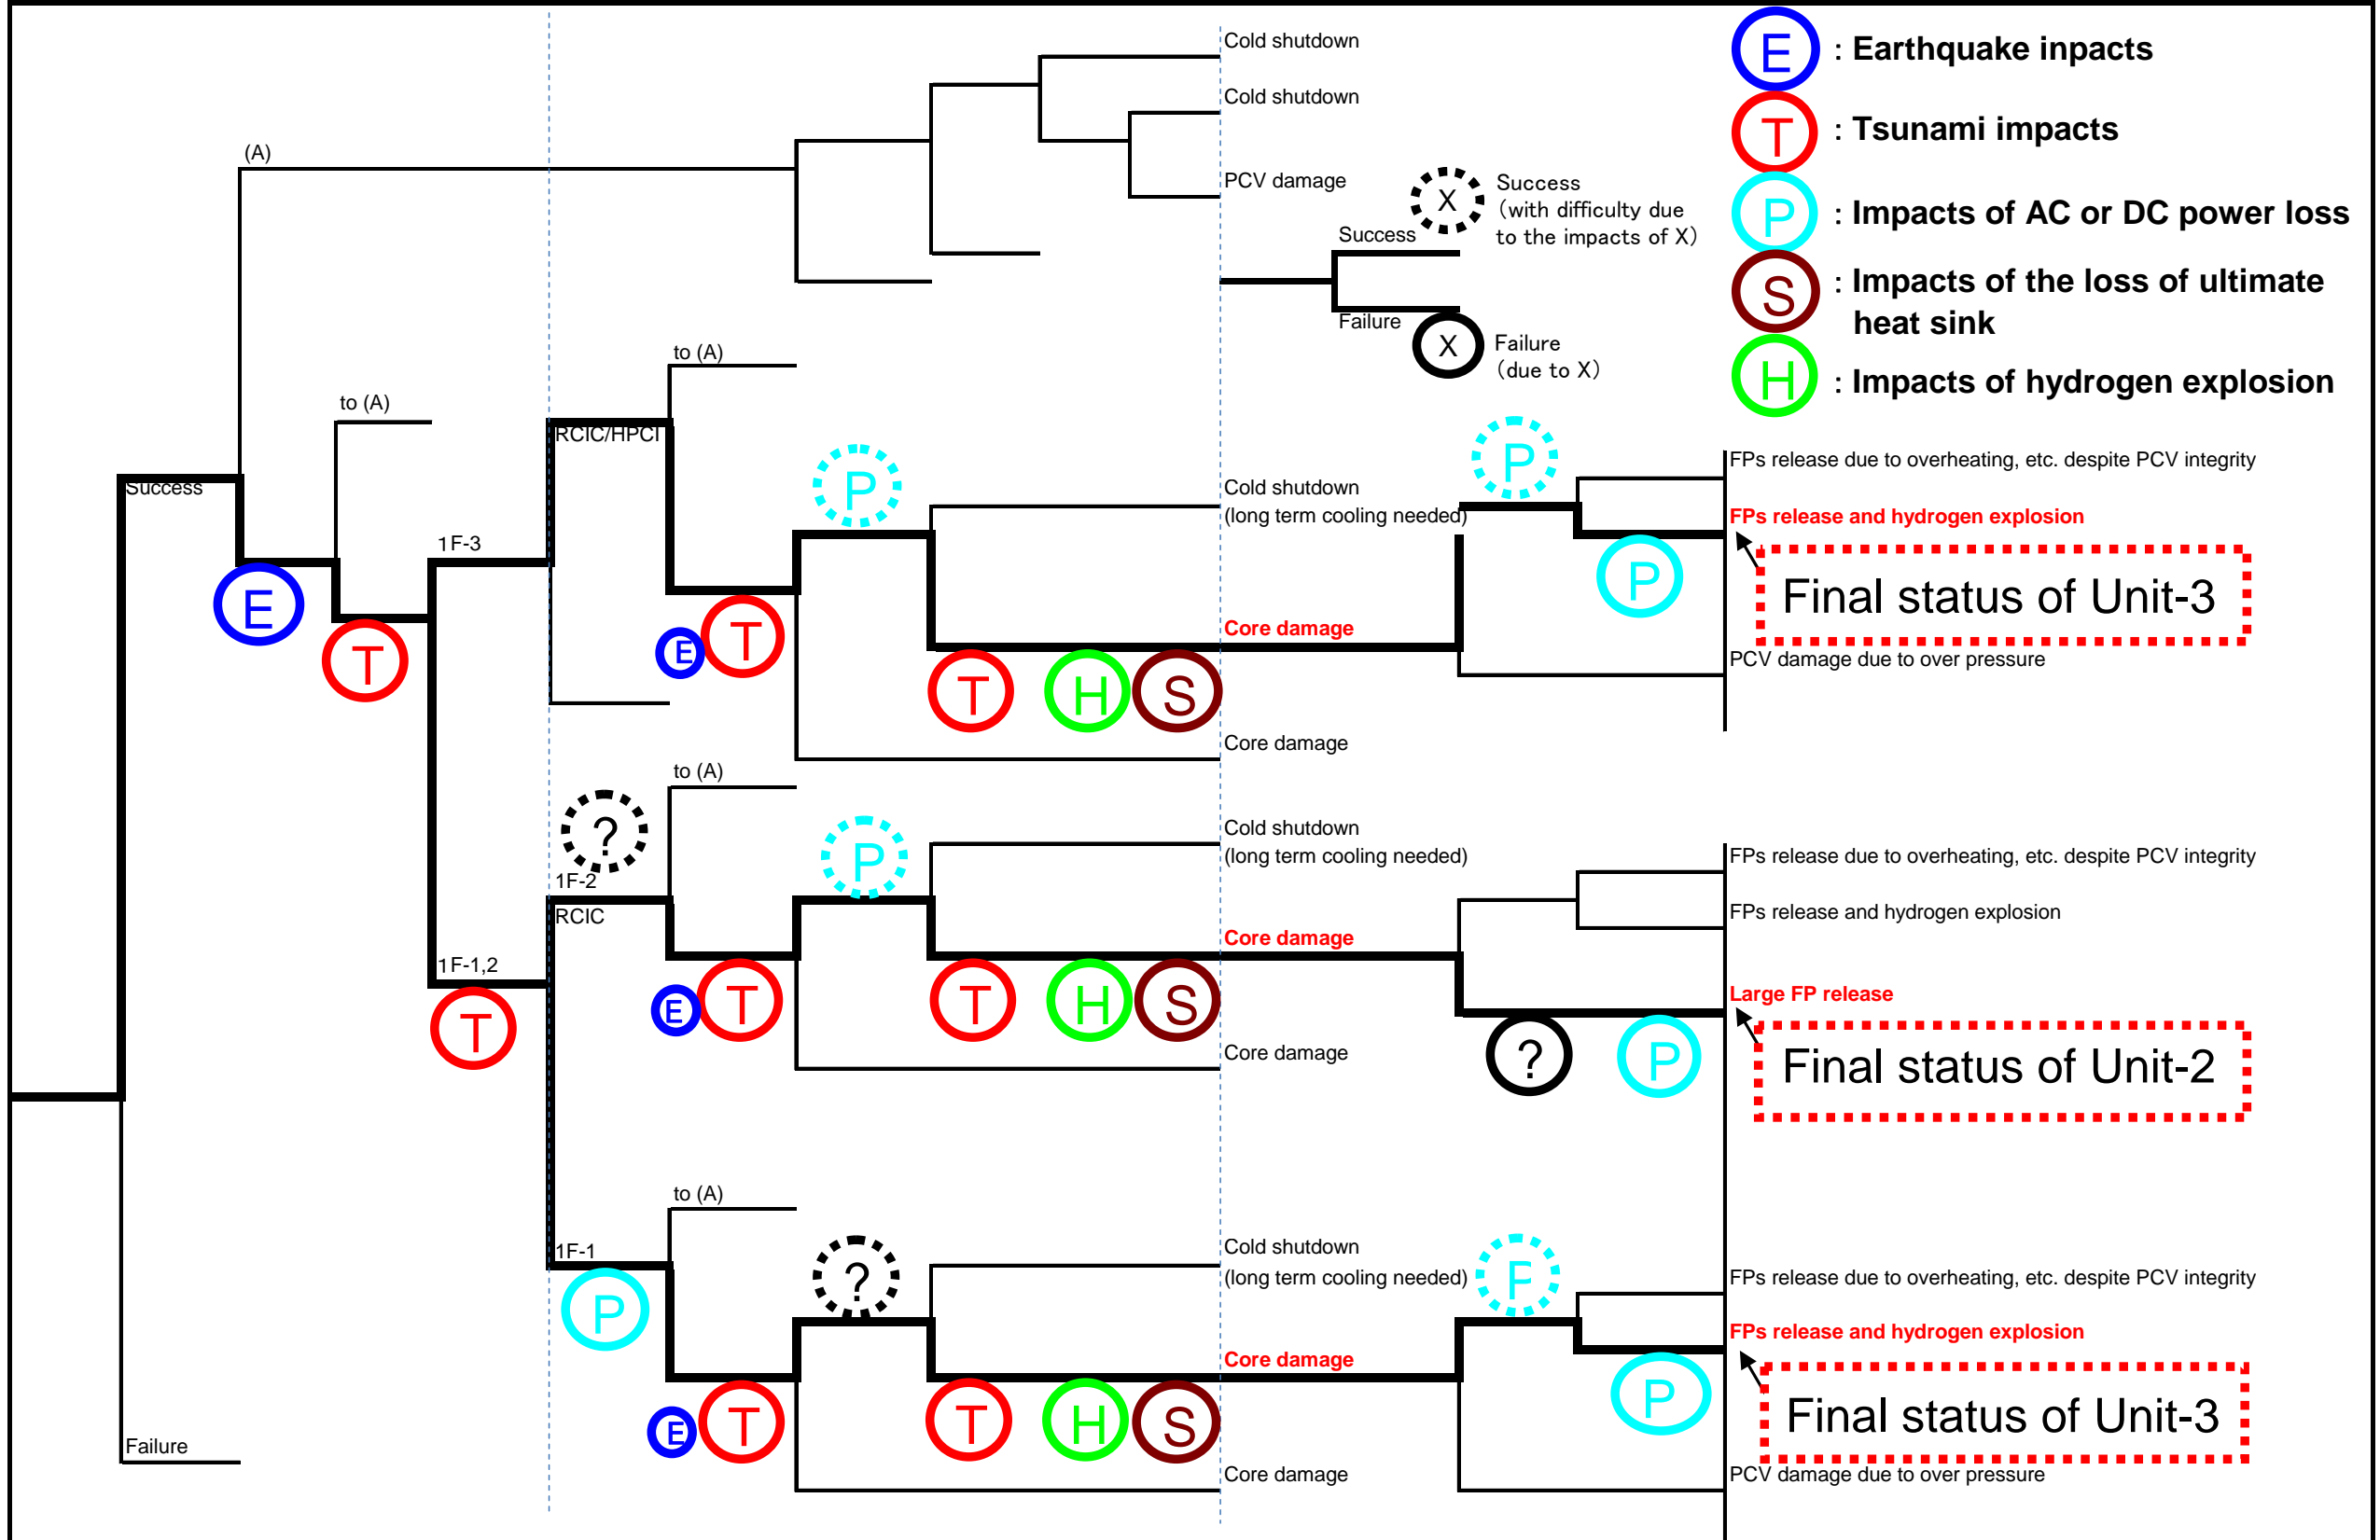 Cold shutdown
Cold shutdown
PCV damage
(A)
Success
Failure
X
Success
(with difficulty due
to the impacts of X)
X
Failure
(due to X)
E : Earthquake inpacts
T : Tsunami impacts
P : Impacts of AC or DC power loss
S : Impacts of the loss of ultimate
heat sink
H : Impacts of hydrogen explosion
Success
Failure
to (A)
E
T
1F-3
1F-1,2
T
RCIC/HPCI
to (A)
E
T
P
T
H
S
Cold shutdown
(long term cooling needed)
Core damage
Core damage
P
P
FPs release due to overheating, etc. despite PCV integrity
FPs release and hydrogen explosion
Final status of Unit-3
PCV damage due to over pressure
?
1F-2
RCIC
to (A)
E
T
P
T
H
S
Cold shutdown
(long term cooling needed)
Core damage
Core damage
?
P
FPs release due to overheating, etc. despite PCV integrity
FPs release and hydrogen explosion
Large FP release
Final status of Unit-2
1F-1
P
to (A)
E
T
?
T
H
S
Cold shutdown
(long term cooling needed)
Core damage
Core damage
P
P
FPs release due to overheating, etc. despite PCV integrity
FPs release and hydrogen explosion
Final status of Unit-3
PCV damage due to over pressure